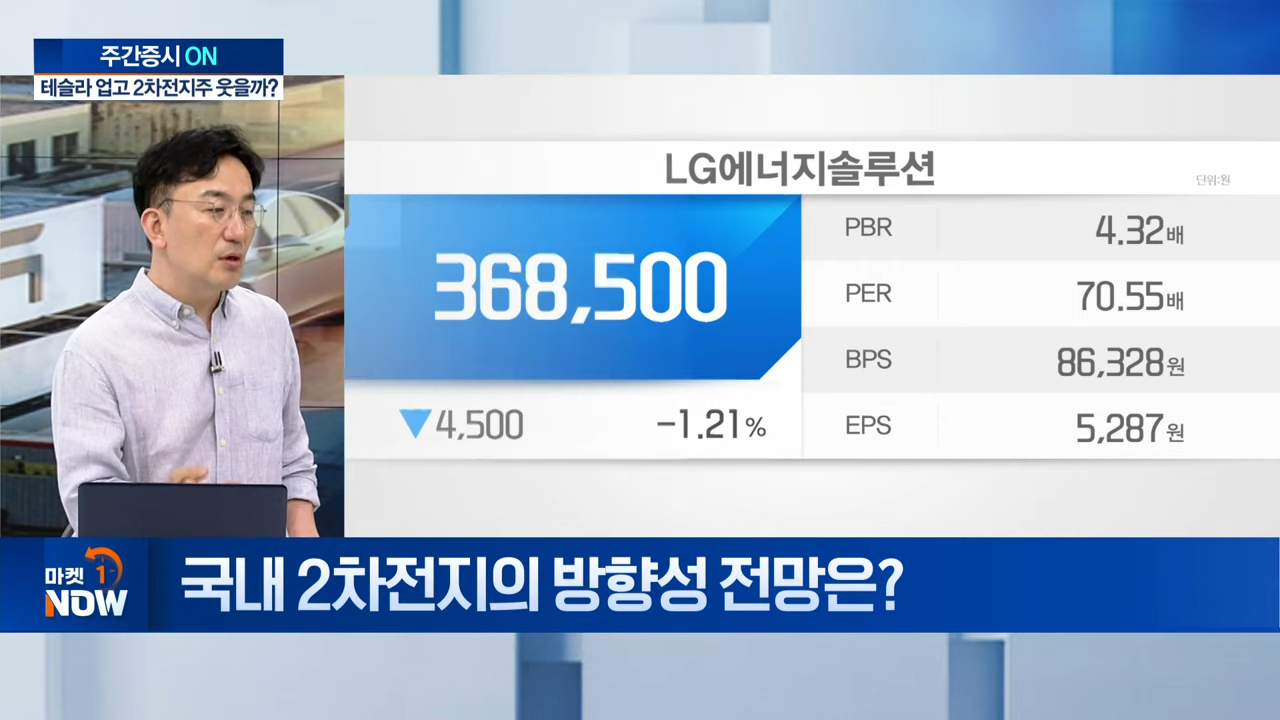 주간증시 ON
테슬라 업고 2차전지주 웃을까?
LG에너지솔루션
단위:원
368,500
▼4,500 -1.21%
PBR 4.32배
PER 70.55배
BPS 86,328원
EPS 5,287원
마켓 1
NOW
국내 2차전지의 방향성 전망은?